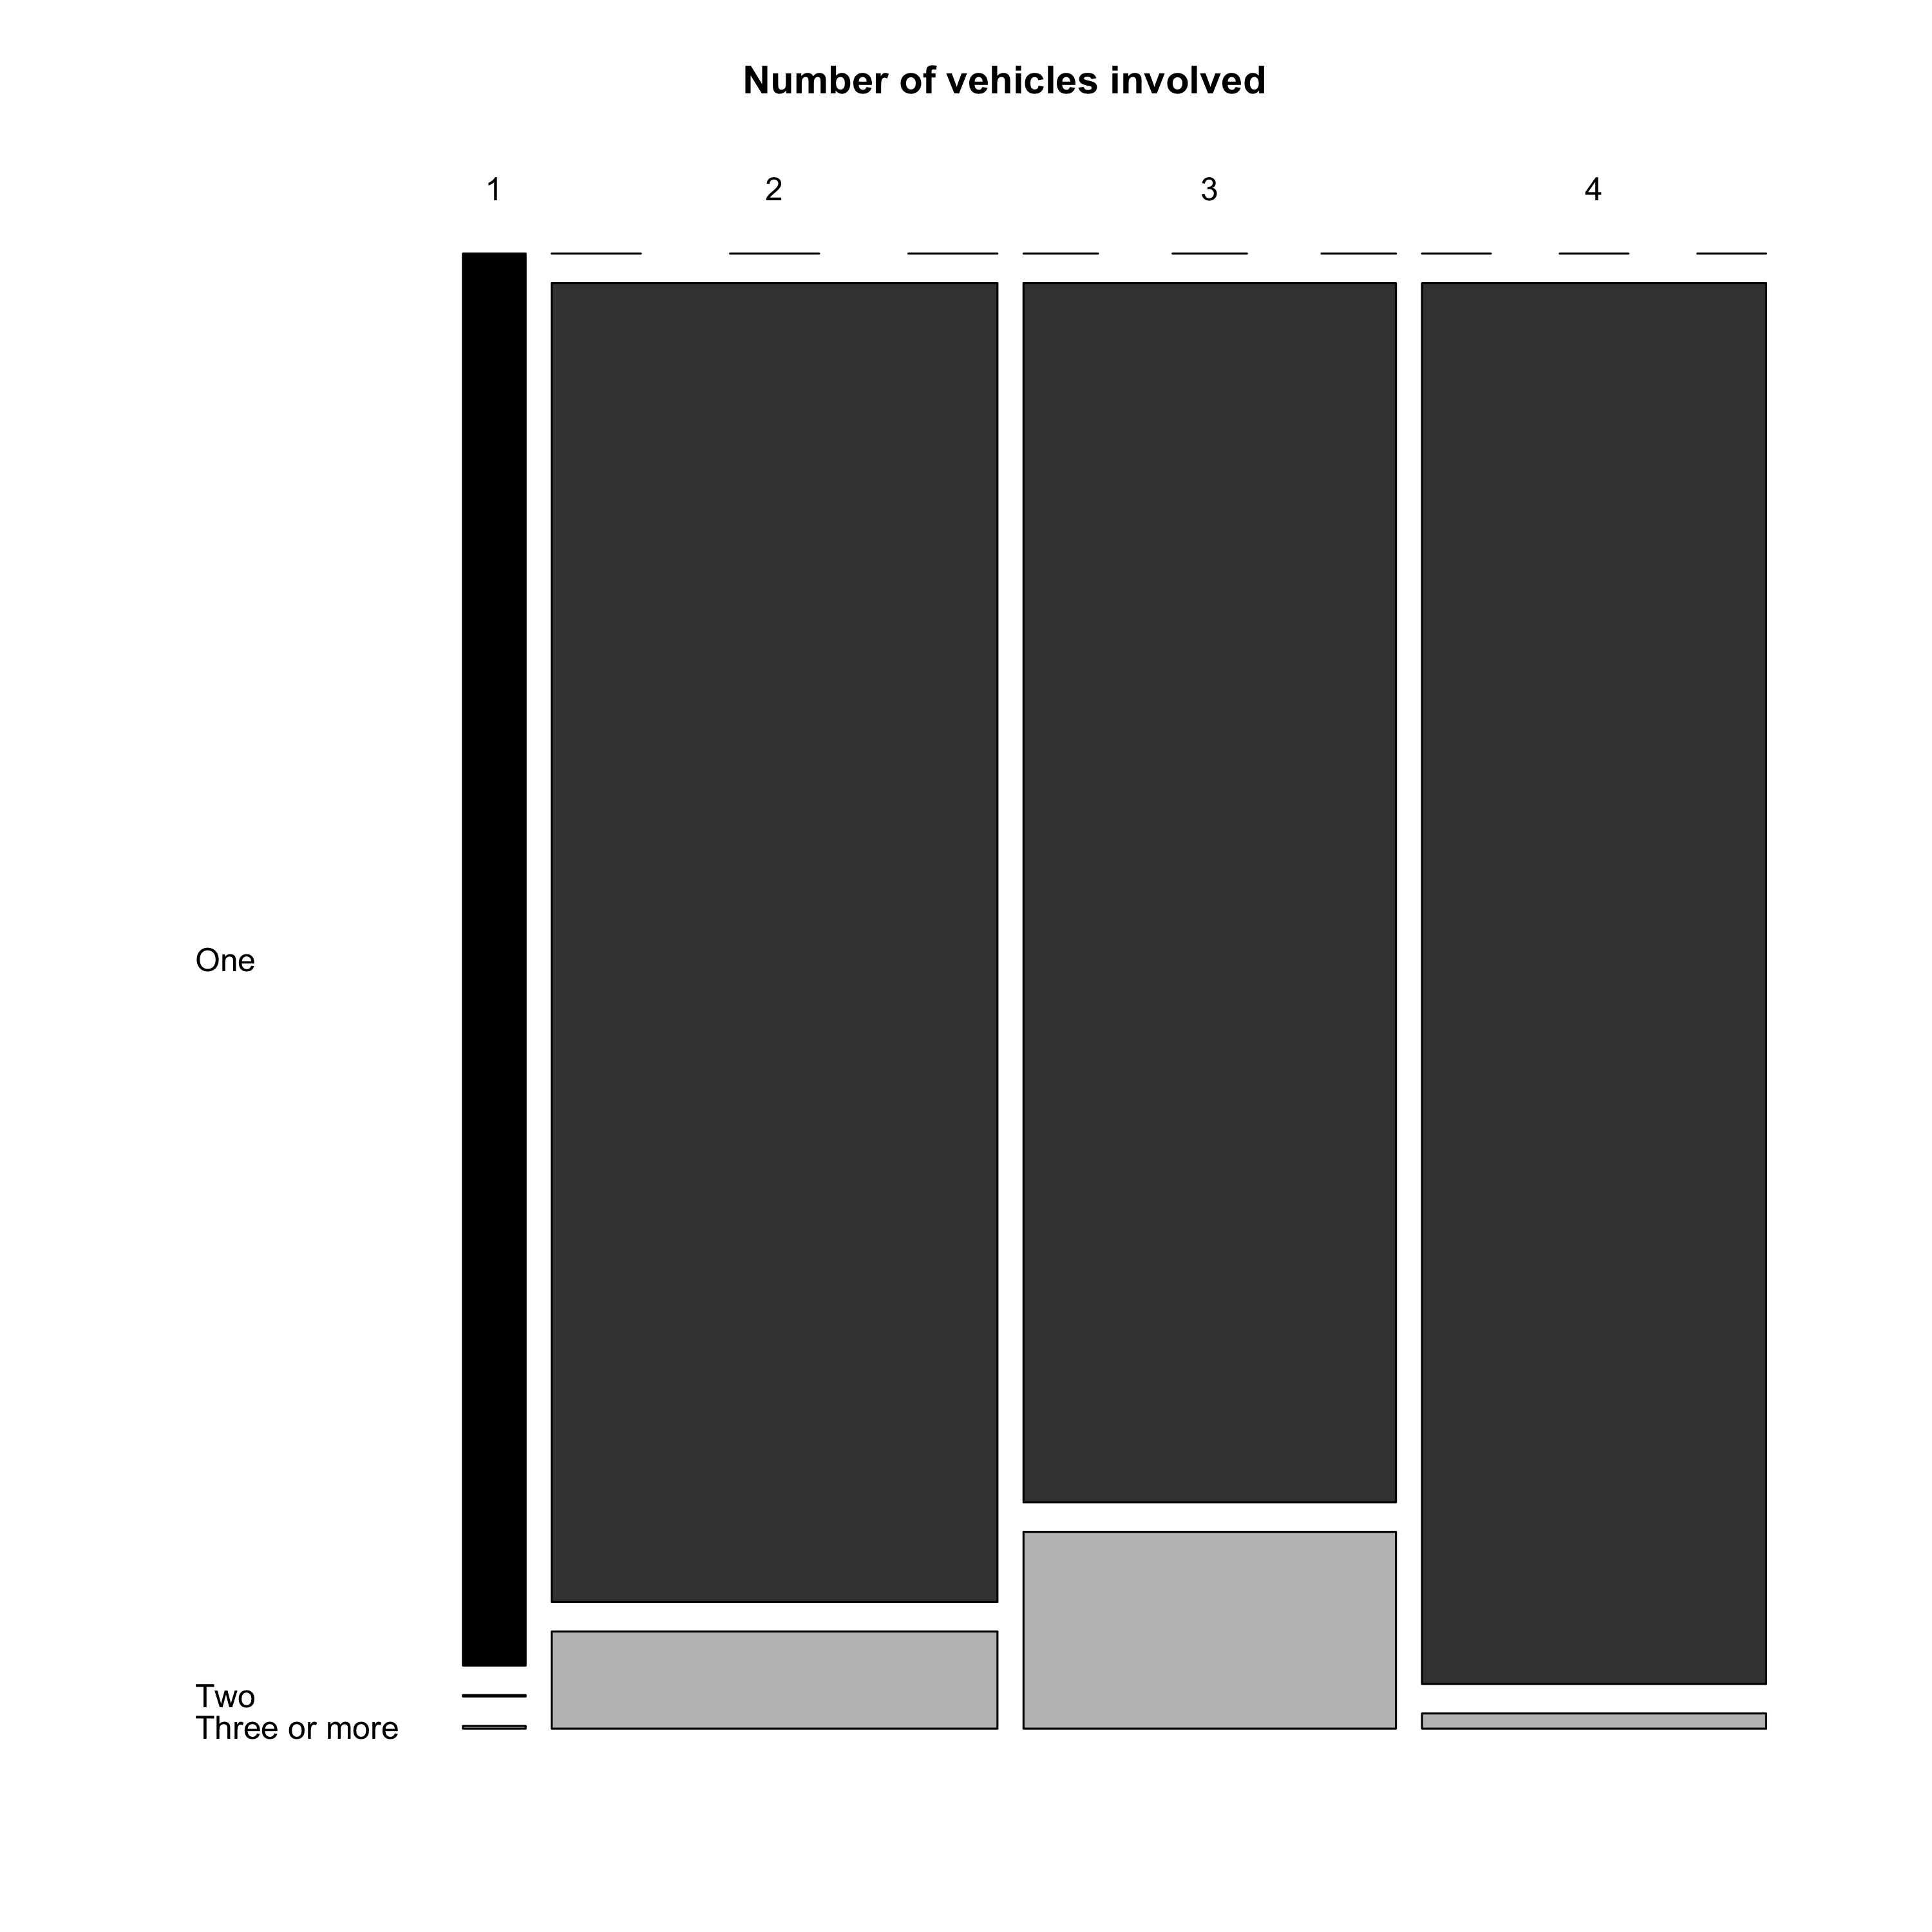 Number of vehicles involved
1 2 3 4
One
Two
Three or more